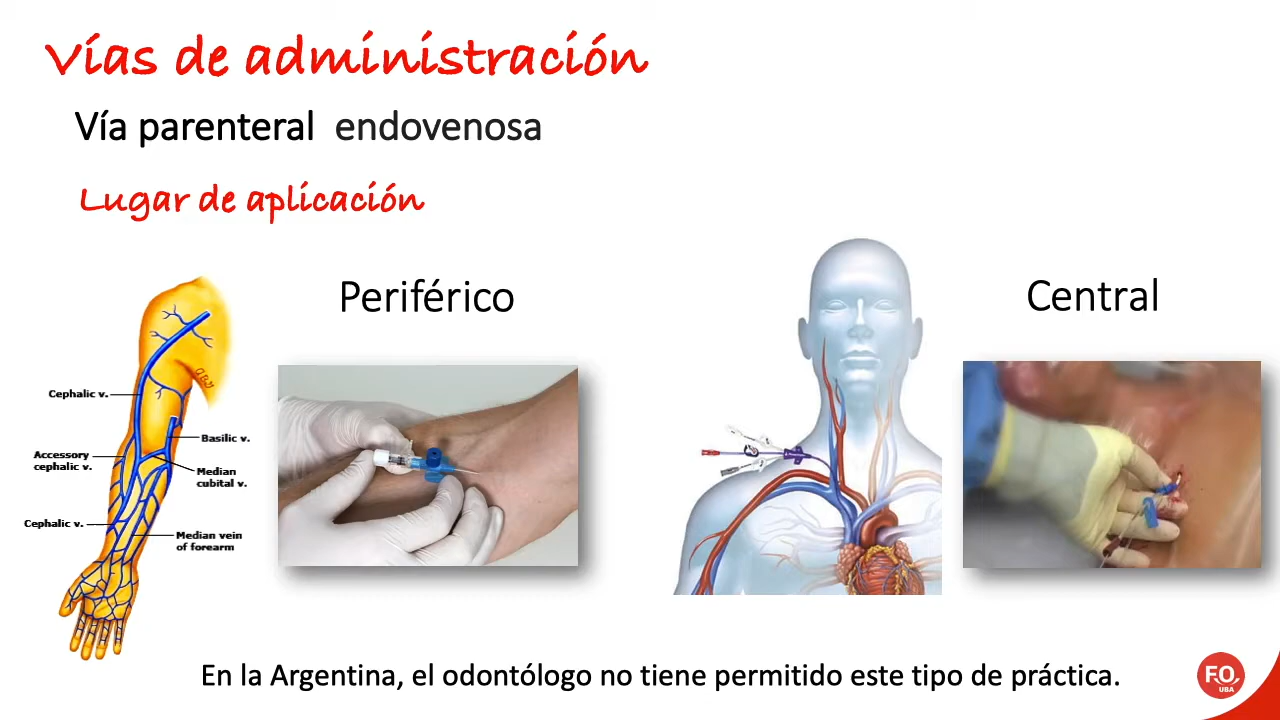 Vías de administración
Vía parenteral endovenosa
Lugar de aplicación
Periférico
Central
Cephalic v.
Basilic v.
Accessory
cephalic v.
Median
cubital v.
Cephalic v.
Median vein
of forearm
En la Argentina, el odontólogo no tiene permitido este tipo de práctica.
F.O.
UBA